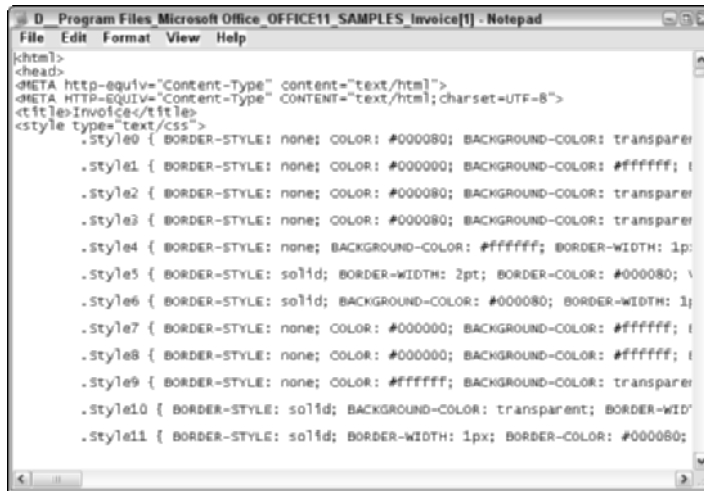 D__Program Files_Microsoft Office_OFFICE11_SAMPLES_Invoice[1] - Notepad
File Edit Format View Help
<html>
<head>
<META http-equiv="Content-Type" content="text/html">
<META HTTP-EQUIV="Content-Type" CONTENT="text/html;charset=UTF-8">
<title>Invoice</title>
<style type="text/css">
.Style0 { BORDER-STYLE: none; COLOR: #000080; BACKGROUND-COLOR: transparen
.Style1 { BORDER-STYLE: none; COLOR: #000000; BACKGROUND-COLOR: #ffffff;
.Style2 { BORDER-STYLE: none; COLOR: #000080; BACKGROUND-COLOR: transparen
.Style3 { BORDER-STYLE: none; COLOR: #000080; BACKGROUND-COLOR: transparen
.Style4 { BORDER-STYLE: none; BACKGROUND-COLOR: #ffffff; BORDER-WIDTH: 1p
.Style5 { BORDER-STYLE: solid; BORDER-WIDTH: 2pt; BORDER-COLOR: #000080;
.Style6 { BORDER-STYLE: solid; BACKGROUND-COLOR: #000080; BORDER-WIDTH: 1p
.Style7 { BORDER-STYLE: none; COLOR: #000000; BACKGROUND-COLOR: #ffffff;
.Style8 { BORDER-STYLE: none; COLOR: #000000; BACKGROUND-COLOR: #ffffff;
.Style9 { BORDER-STYLE: none; COLOR: #ffffff; BACKGROUND-COLOR: transparen
.Style10 { BORDER-STYLE: solid; BACKGROUND-COLOR: transparent; BORDER-WID
.Style11 { BORDER-STYLE: solid; BORDER-WIDTH: 1px; BORDER-COLOR: #000080;